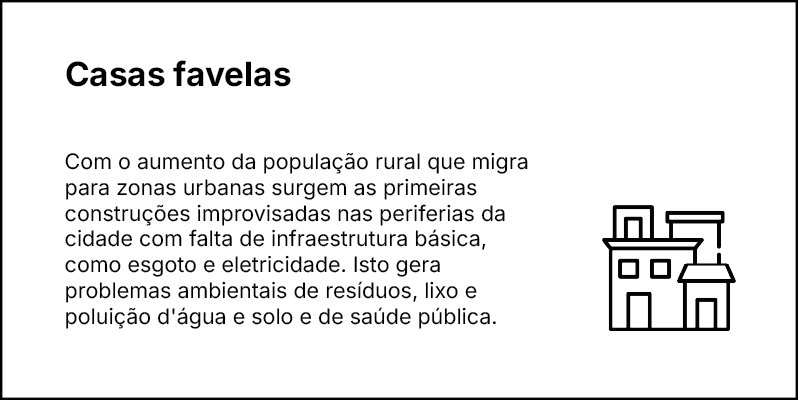 Casas favelas
Com o aumento da população rural que migra
para zonas urbanas surgem as primeiras
construções improvisadas nas periferias da
cidade com falta de infraestrutura básica,
como esgoto e eletricidade. Isto gera
problemas ambientais de resíduos, lixo e
poluição d'água e solo e de saúde pública.